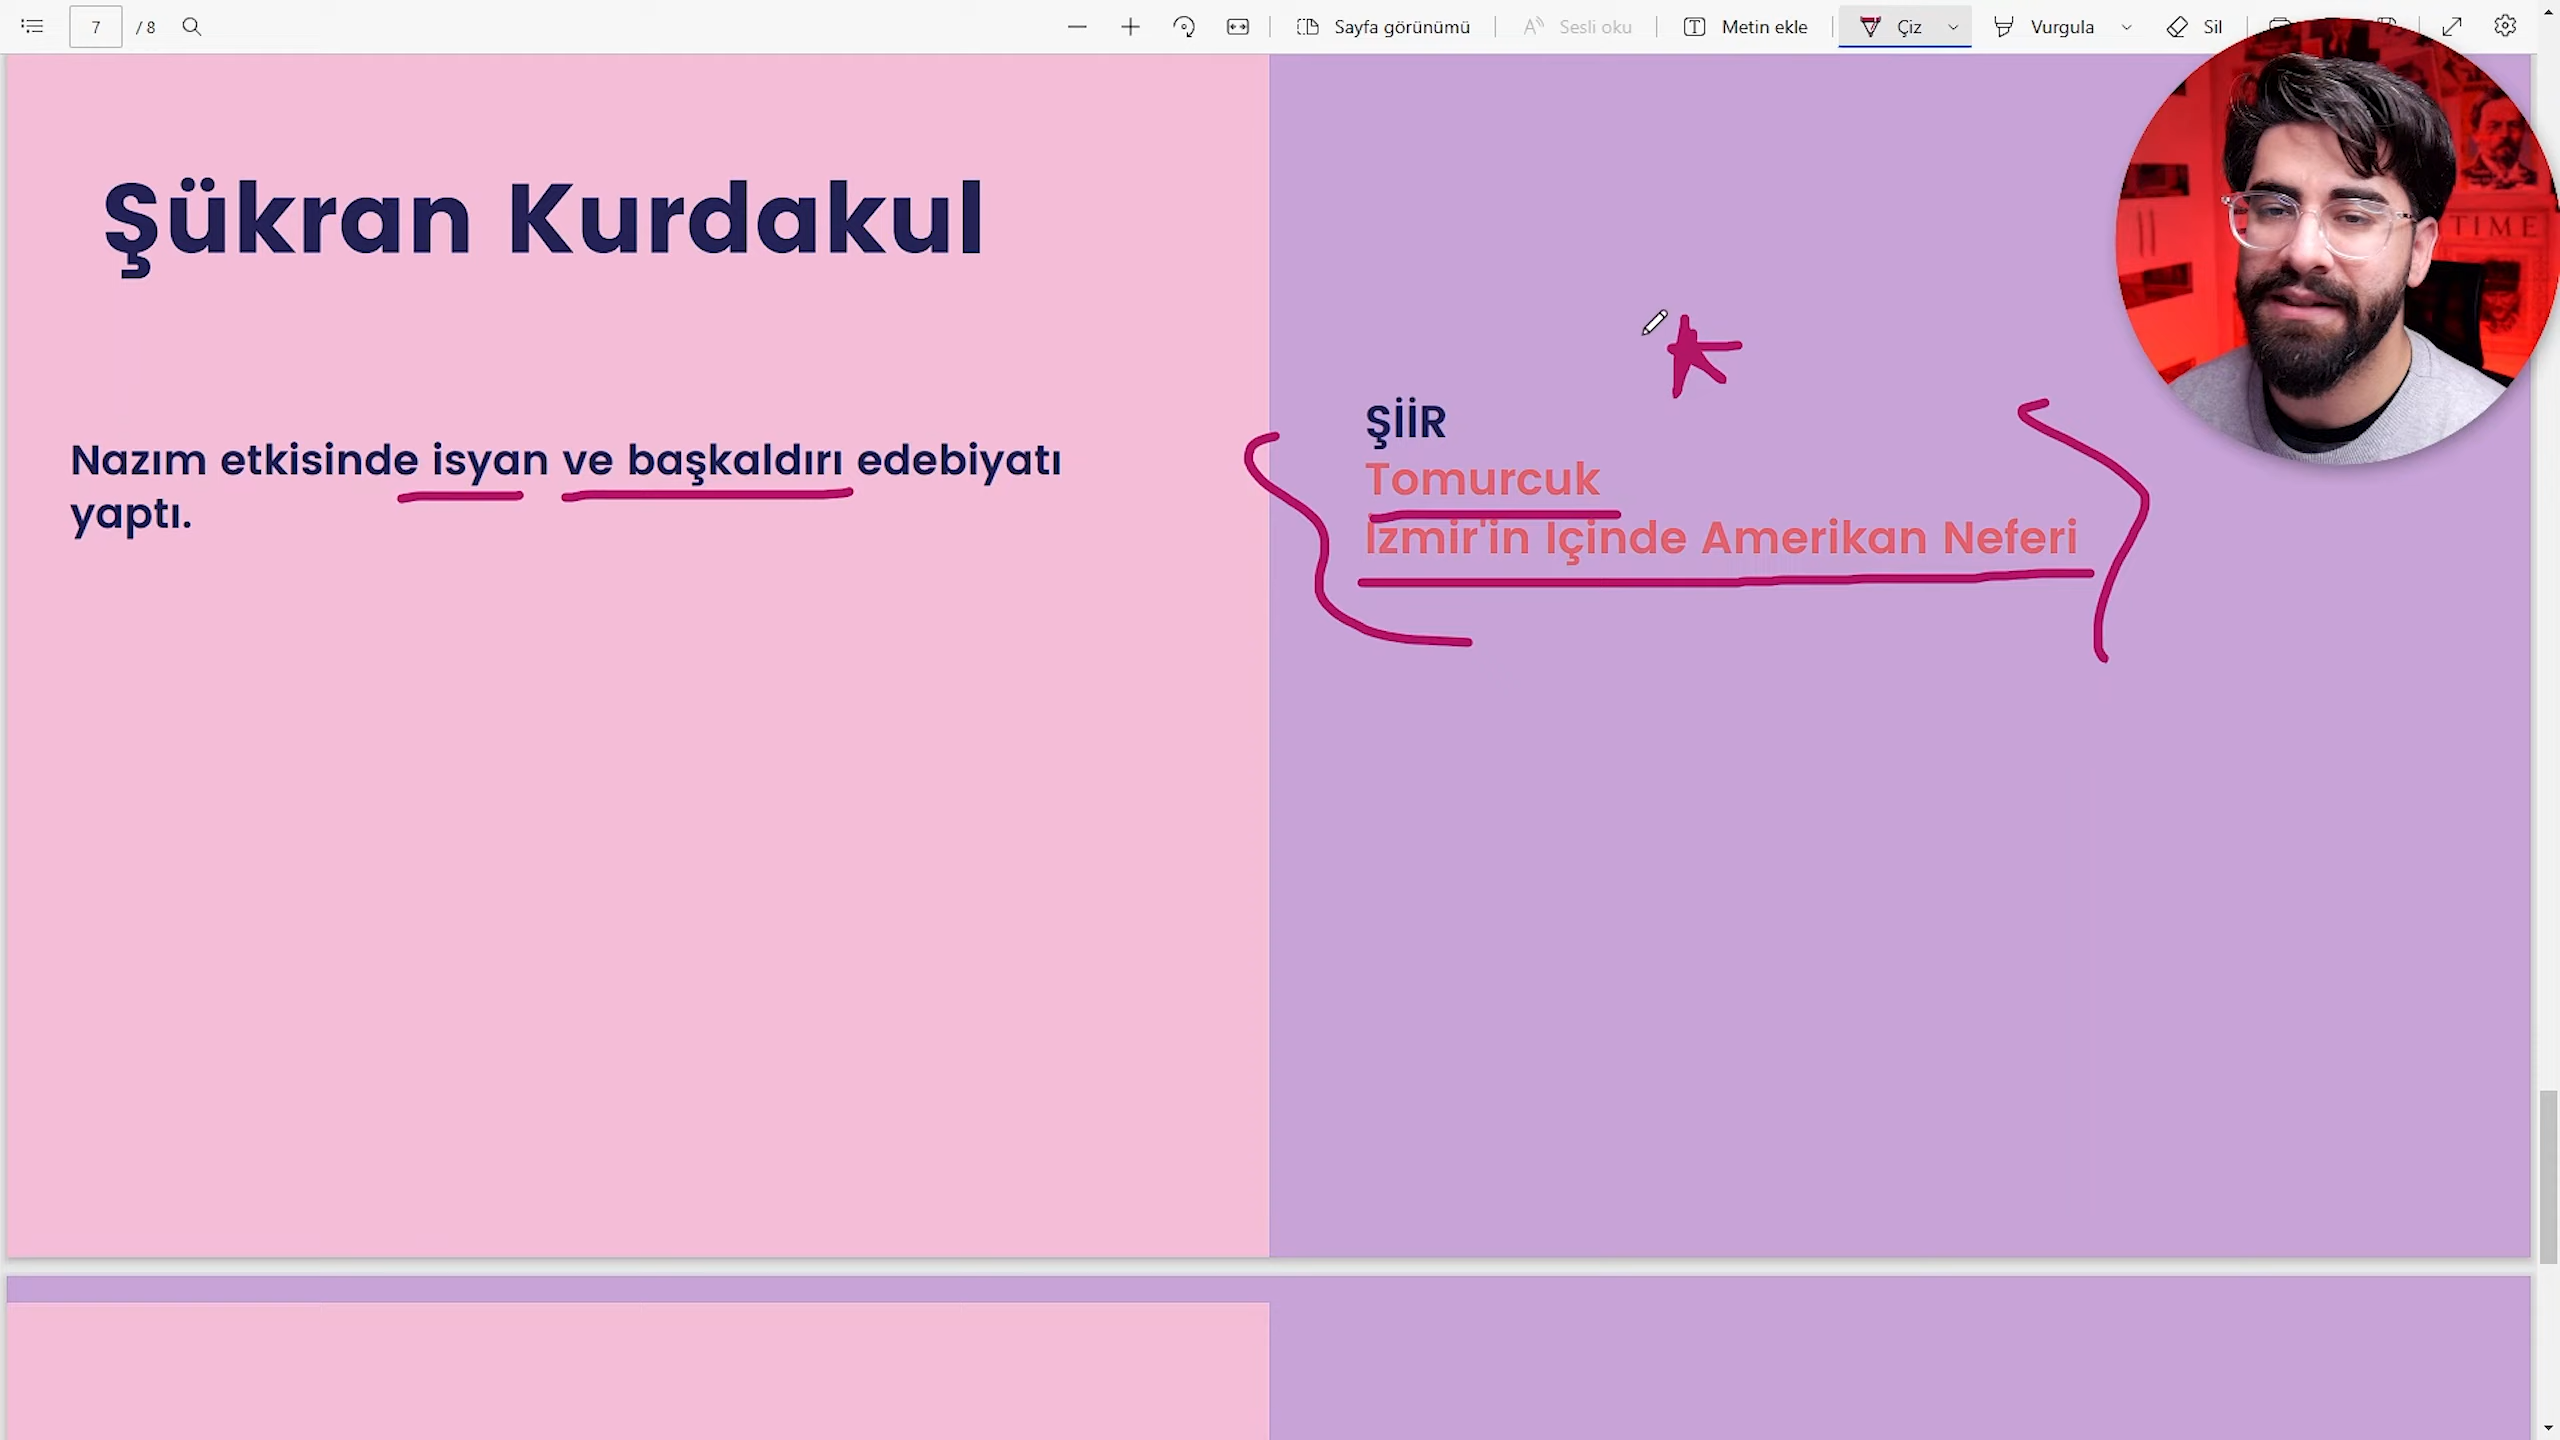 7 / 8 Sayfa görünümü Sesli oku Metin ekle Çiz Vurgula Sil
TIME
Şükran Kurdakul
Nazım etkisinde isyan ve başkaldırı edebiyatı
yaptı.
ŞİİR
Tomurcuk
İzmir'in İçinde Amerikan Neferi